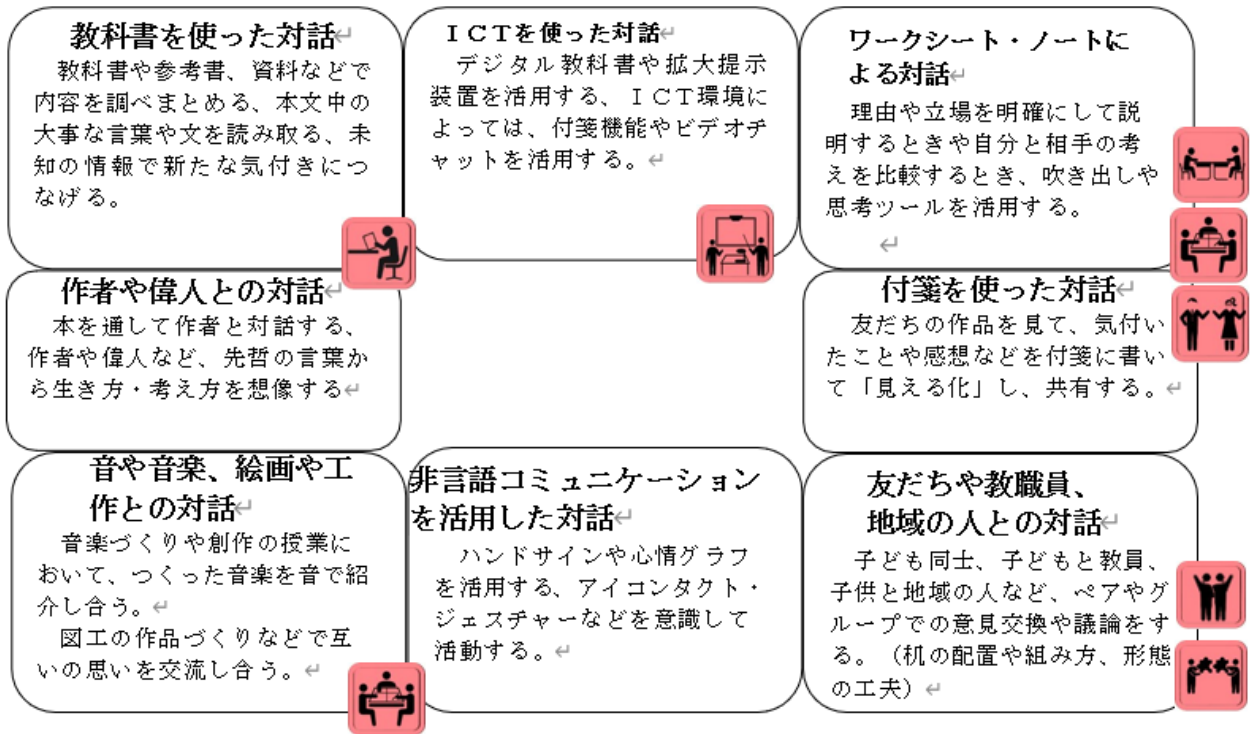 教科書を使った対話↵
教科書や参考書、資料などで
内容を調べまとめる、本文中の
大事な言葉や文を読み取る、未
知の情報で新たな気付きにつ
なげる。
ＩＣＴを使った対話↵
デジタル教科書や拡大提示
装置を活用する、ＩＣＴ環境に
よっては、付箋機能やビデオチ
ャットを活用する。↵
ワークシート・ノートに
よる対話↵
理由や立場を明確にして説
明するときや自分と相手の考
えを比較するとき、吹き出しや
思考ツールを活用する。
↵
作者や偉人との対話↵
本を通して作者と対話する、
作者や偉人など、先哲の言葉か
ら生き方・考え方を想像する↵
付箋を使った対話↵
友だちの作品を見て、気付い
たことや感想などを付箋に書い
て「見える化」し、共有する。↵
音や音楽、絵画や工
作との対話↵
音楽づくりや創作の授業に
おいて、つくった音楽を音で紹
介し合う。↵
図工の作品づくりなどで互
いの思いを交流し合う。↵
非言語コミュニケーション
を活用した対話↵
ハンドサインや心情グラフ
を活用する、アイコンタクト・
ジェスチャーなどを意識して
活動する。↵
友だちや教職員、
地域の人との対話↵
子ども同士、子どもと教員、
子供と地域の人など、ペアやグ
ループでの意見交換や議論をす
る。（机の配置や組み方、形態
の工夫）↵